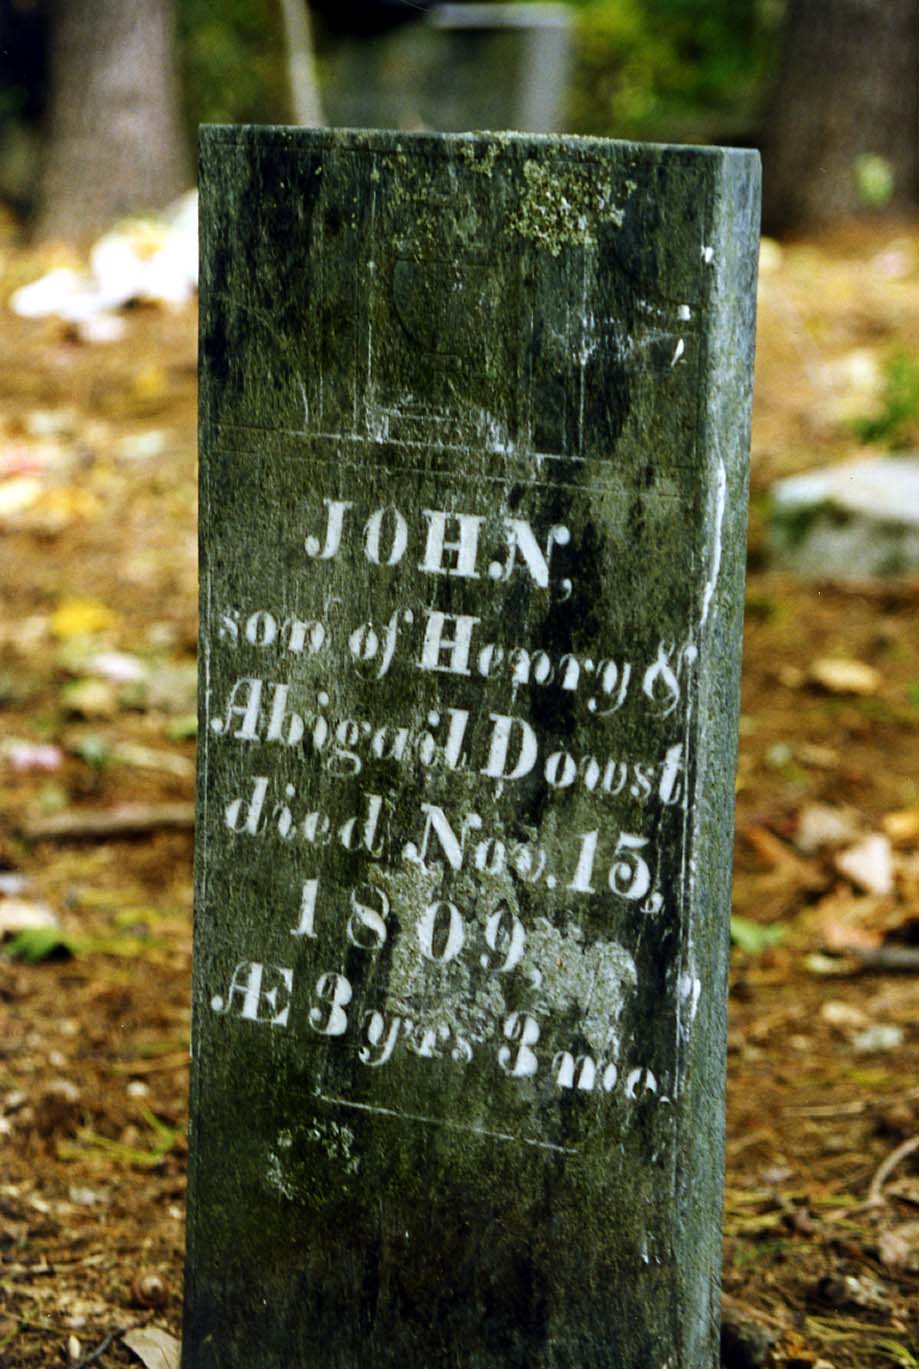 JOHN,
son of Henry &
Abigail Dowst
died Nov. 15,
1809,
Æ 3 yrs 3 mo.